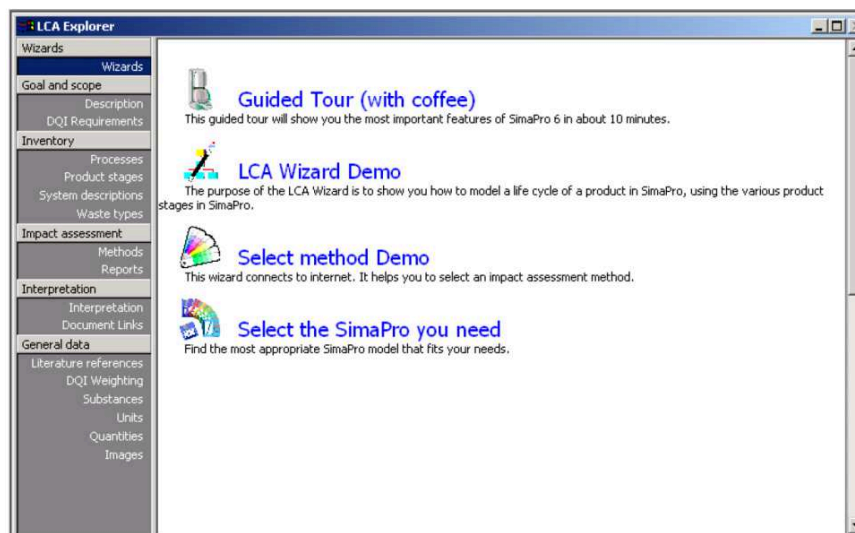 LCA Explorer
Wizards
Wizards
Goal and scope
Description
DQI Requirements
Inventory
Processes
Product stages
System descriptions
Waste types
Impact assessment
Methods
Reports
Interpretation
Interpretation
Document Links
General data
Literature references
DQI Weighting
Substances
Units
Quantities
Images
Guided Tour (with coffee)
This guided tour will show you the most important features of SimaPro 6 in about 10 minutes.
LCA Wizard Demo
The purpose of the LCA Wizard is to show you how to model a life cycle of a product in SimaPro, using the various product
stages in SimaPro.
Select method Demo
This wizard connects to internet. It helps you to select an impact assessment method.
Select the SimaPro you need
Find the most appropriate SimaPro model that fits your needs.